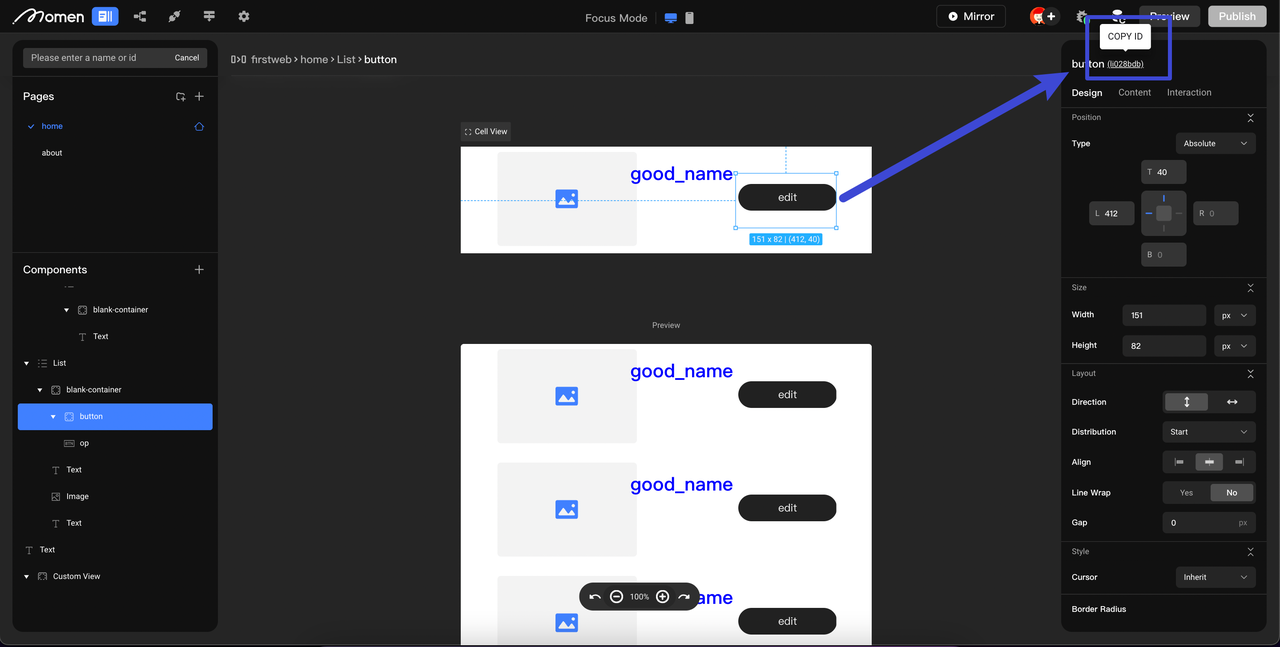 Momen
Focus Mode
Mirror
Preview
Publish
Please enter a name or id
Cancel
Pages
home
about
Components
blank-container
Text
List
blank-container
button
op
Text
Image
Text
Text
Custom View
firstweb > home > List > button
Cell View
good_name
edit
151 x 82 | (412, 40)
Preview
good_name
edit
good_name
edit
edit
100%
COPY ID
button (li028bdb)
Design Content Interaction
Position
Type Absolute
T 40
L 412
R 0
B 0
Size
Width 151 px
Height 82 px
Layout
Direction
Distribution Start
Align
Line Wrap Yes No
Gap 0 px
Style
Cursor Inherit
Border Radius